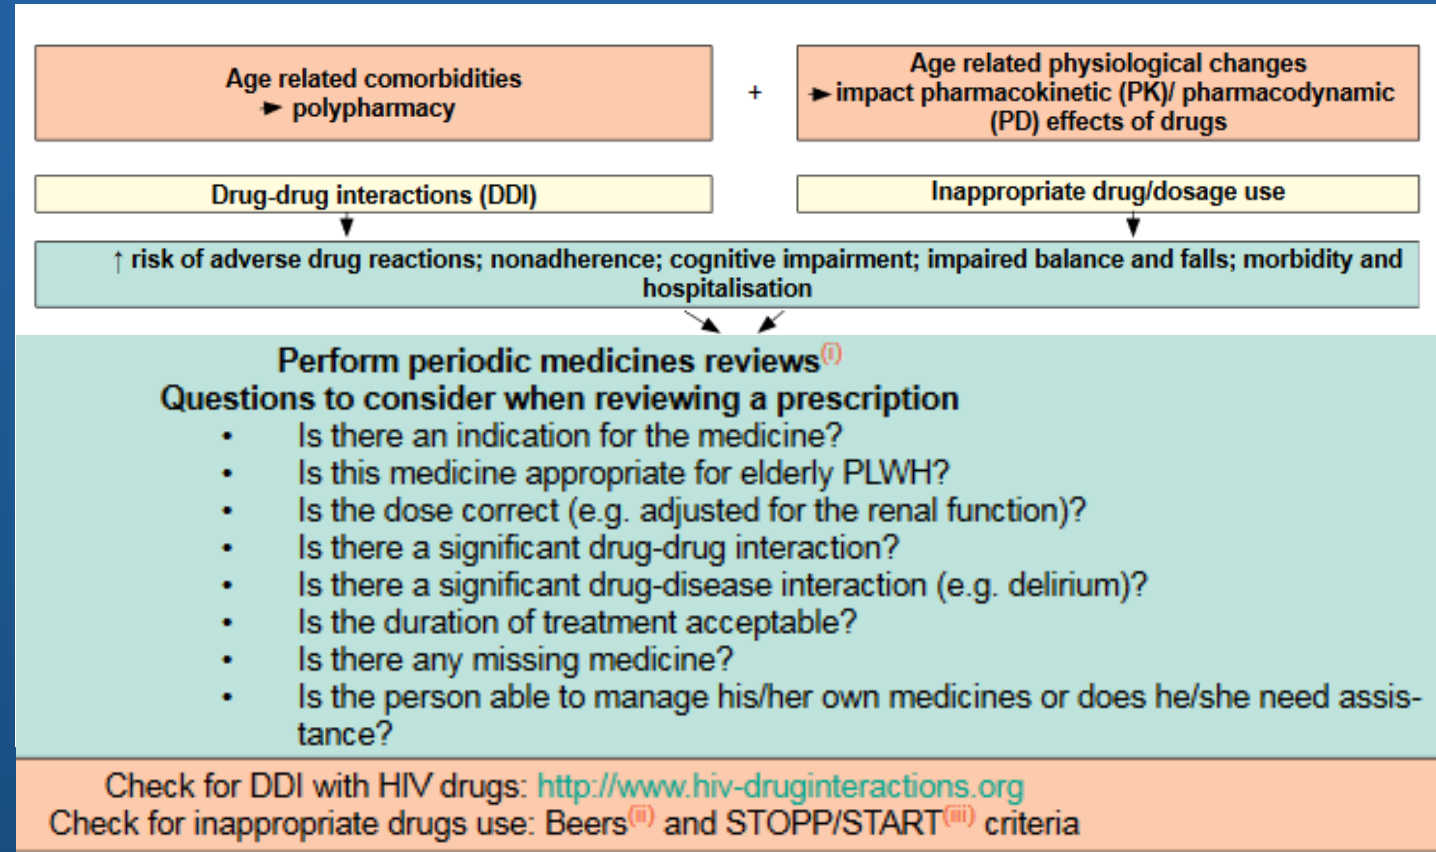 Age related comorbidities
➛ polypharmacy
+
Age related physiological changes
➛ impact pharmacokinetic (PK)/ pharmacodynamic
(PD) effects of drugs
Drug-drug interactions (DDI)
Inappropriate drug/dosage use
↑ risk of adverse drug reactions; nonadherence; cognitive impairment; impaired balance and falls; morbidity and
hospitalisation
Perform periodic medicines reviews(i)
Questions to consider when reviewing a prescription
• Is there an indication for the medicine?
• Is this medicine appropriate for elderly PLWH?
• Is the dose correct (e.g. adjusted for the renal function)?
• Is there a significant drug-drug interaction?
• Is there a significant drug-disease interaction (e.g. delirium)?
• Is the duration of treatment acceptable?
• Is there any missing medicine?
• Is the person able to manage his/her own medicines or does he/she need assis-
tance?
Check for DDI with HIV drugs: http://www.hiv-druginteractions.org
Check for inappropriate drugs use: Beers(ii) and STOPP/START(iii) criteria